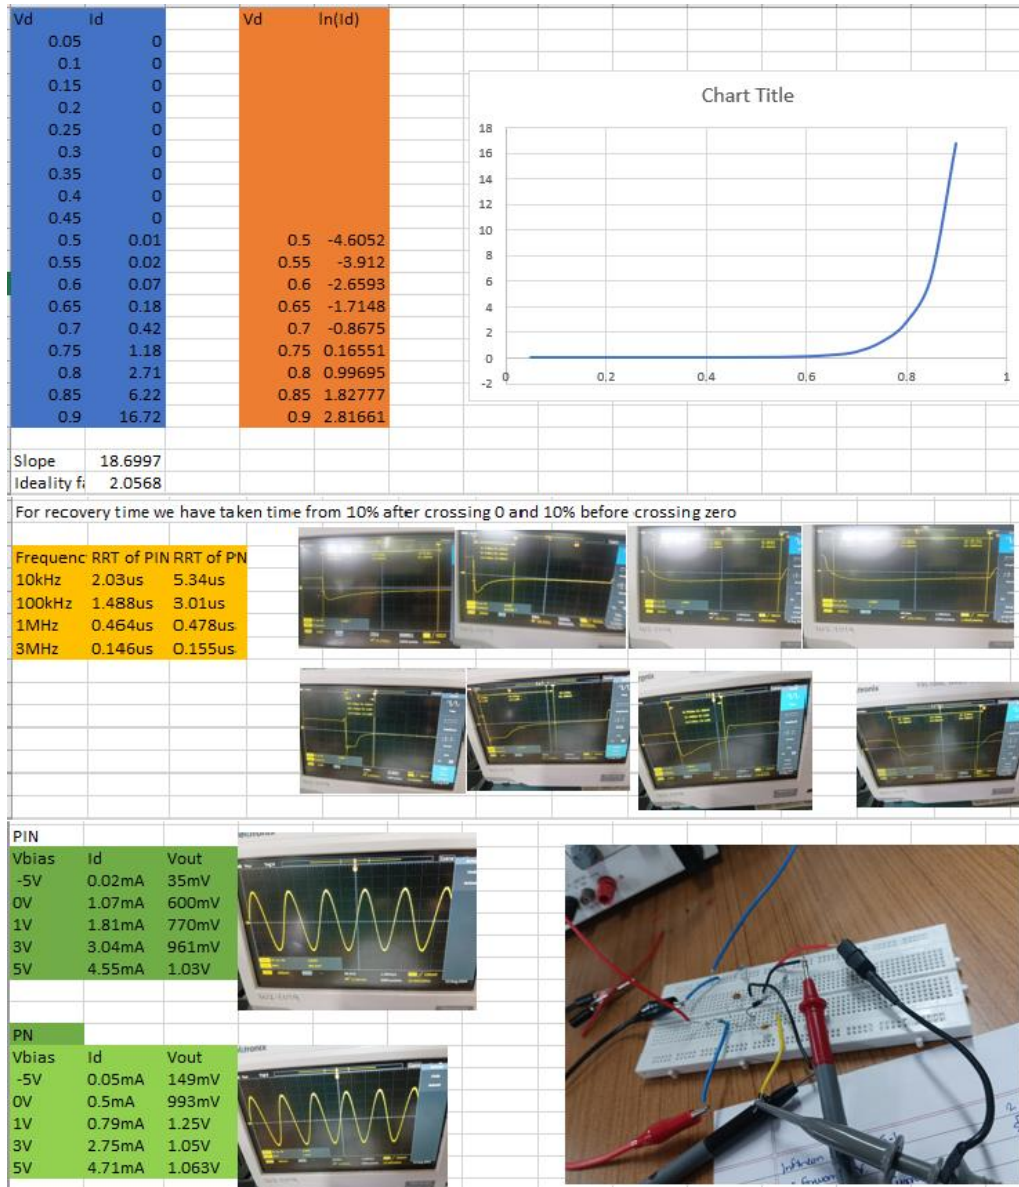 Vd Id Vd ln(Id)
0.05 0
0.1 0
0.15 0
0.2 0
0.25 0
0.3 0
0.35 0
0.4 0
0.45 0
0.5 0.01 0.5 -4.6052
0.55 0.02 0.55 -3.912
0.6 0.07 0.6 -2.6593
0.65 0.18 0.65 -1.7148
0.7 0.42 0.7 -0.8675
0.75 1.18 0.75 0.16551
0.8 2.71 0.8 0.99695
0.85 6.22 0.85 1.82777
0.9 16.72 0.9 2.81661
Slope 18.6997
Ideality fa 2.0568
Chart Title
18
16
14
12
10
8
6
4
2
0
-2
0 0.2 0.4 0.6 0.8 1
For recovery time we have taken time from 10% after crossing 0 and 10% before crossing zero
Frequenc RRT of PIN RRT of PN
10kHz 2.03us 5.34us
100kHz 1.488us 3.01us
1MHz 0.464us 0.478us
3MHz 0.146us 0.155us
PIN
Vbias Id Vout
-5V 0.02mA 35mV
0V 1.07mA 600mV
1V 1.81mA 770mV
3V 3.04mA 961mV
5V 4.55mA 1.03V
PN
Vbias Id Vout
-5V 0.05mA 149mV
0V 0.5mA 993mV
1V 0.79mA 1.25V
3V 2.75mA 1.05V
5V 4.71mA 1.063V